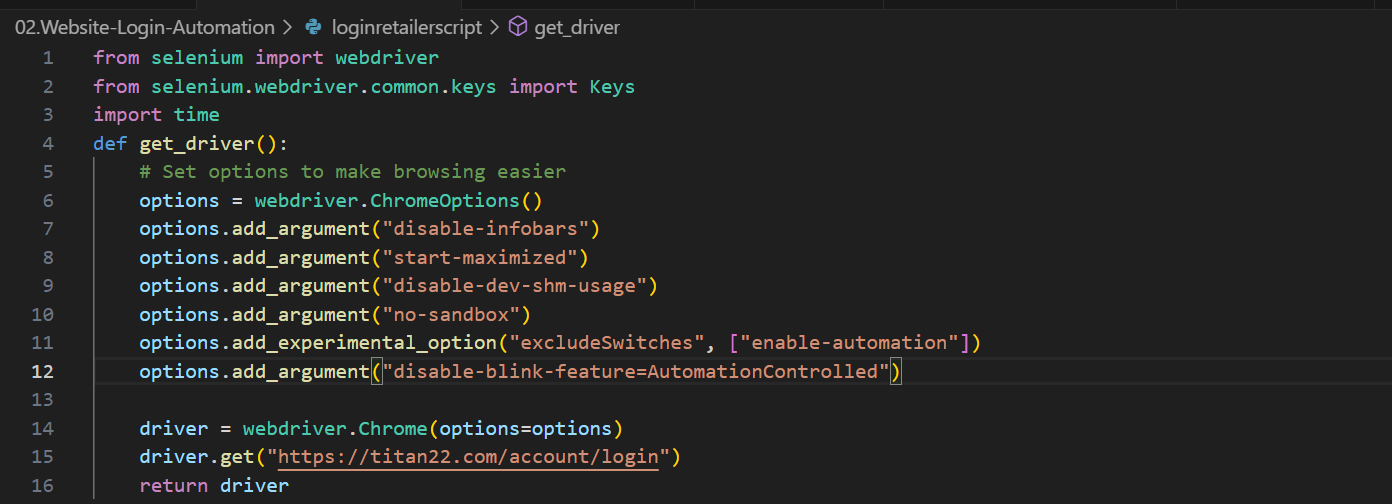 02.Website-Login-Automation > loginretailerscript > get_driver
1 from selenium import webdriver
2 from selenium.webdriver.common.keys import Keys
3 import time
4 def get_driver():
5     # Set options to make browsing easier
6     options = webdriver.ChromeOptions()
7     options.add_argument("disable-infobars")
8     options.add_argument("start-maximized")
9     options.add_argument("disable-dev-shm-usage")
10     options.add_argument("no-sandbox")
11     options.add_experimental_option("excludeSwitches", ["enable-automation"])
12     options.add_argument("disable-blink-feature=AutomationControlled")
13
14     driver = webdriver.Chrome(options=options)
15     driver.get("https://titan22.com/account/login")
16     return driver